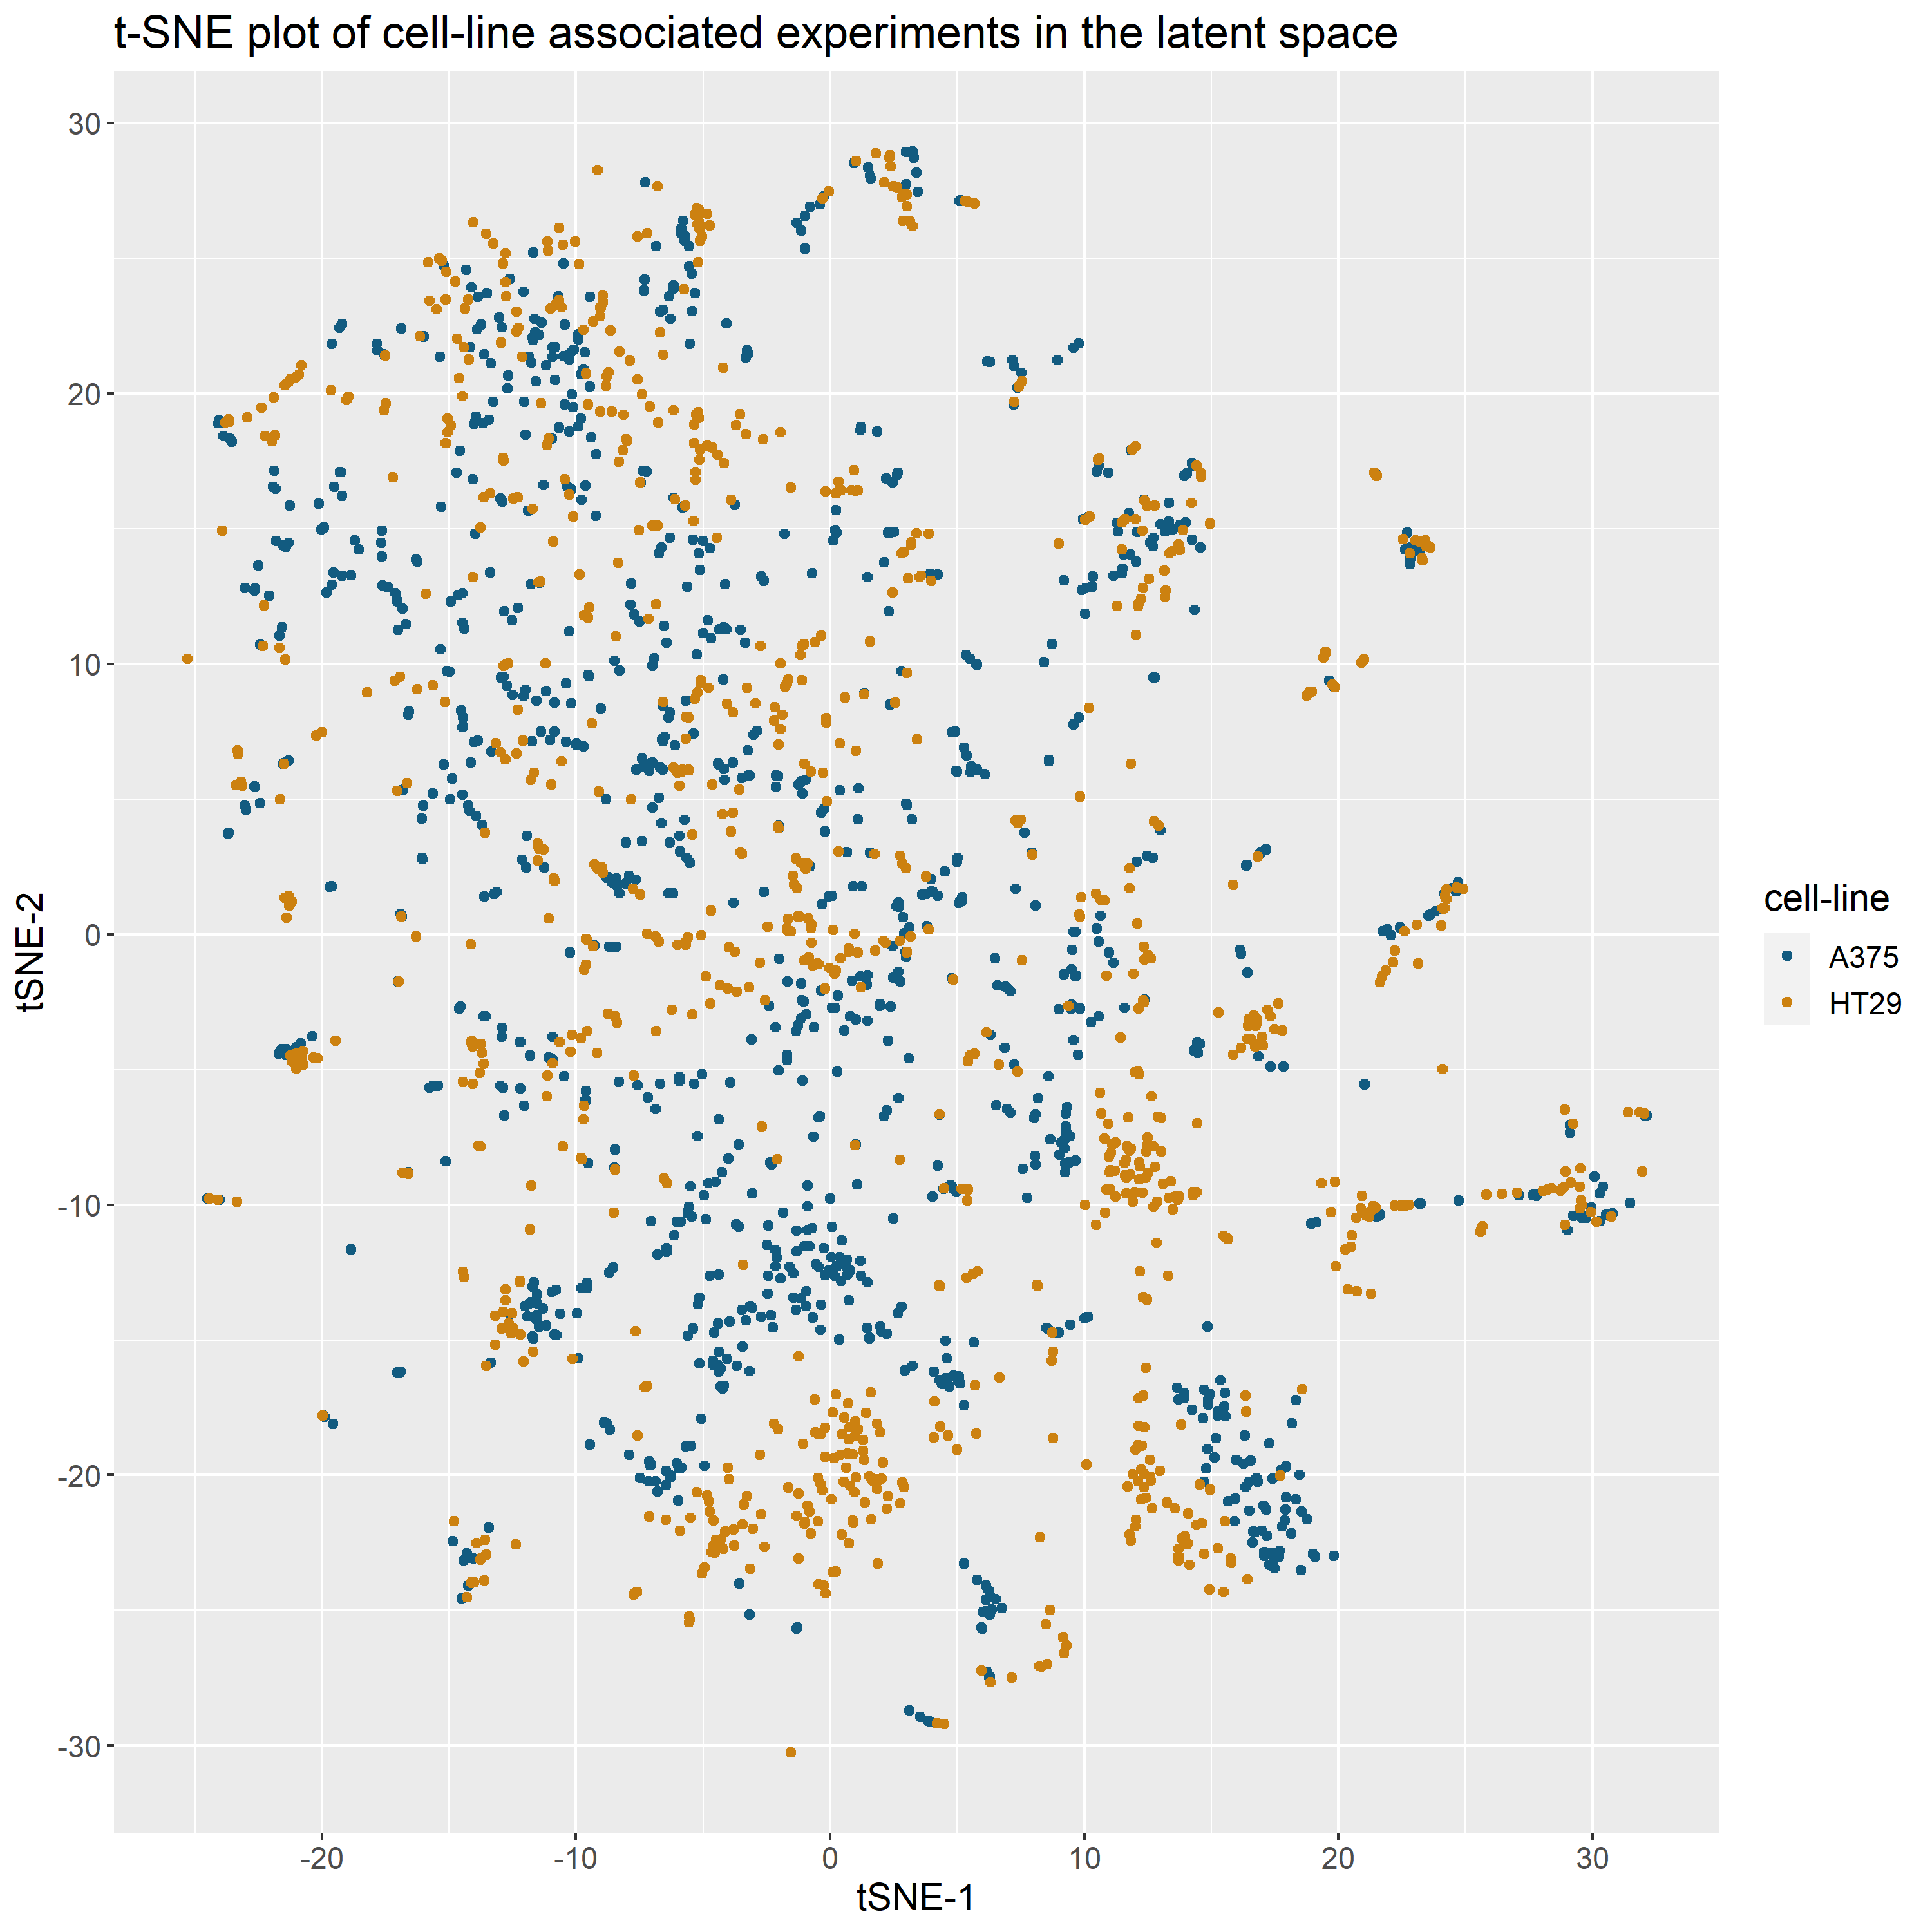 t-SNE plot of cell-line associated experiments in the latent space
30
20
10
0
-10
-20
-30
tSNE-2
-20
-10
0
10
20
30
tSNE-1
cell-line
A375
HT29